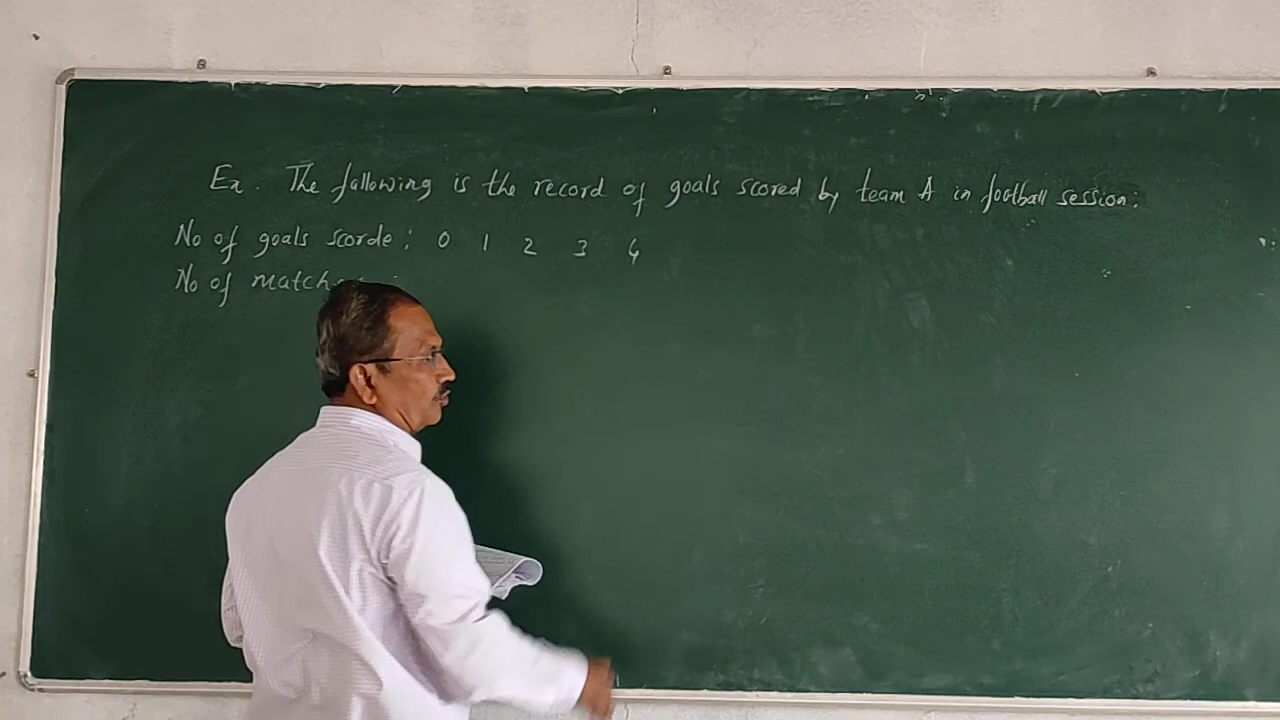 Ex. The fallowing is the record of goals scored by team A in football session:
No of goals scorde : 0 1 2 3 4
No of